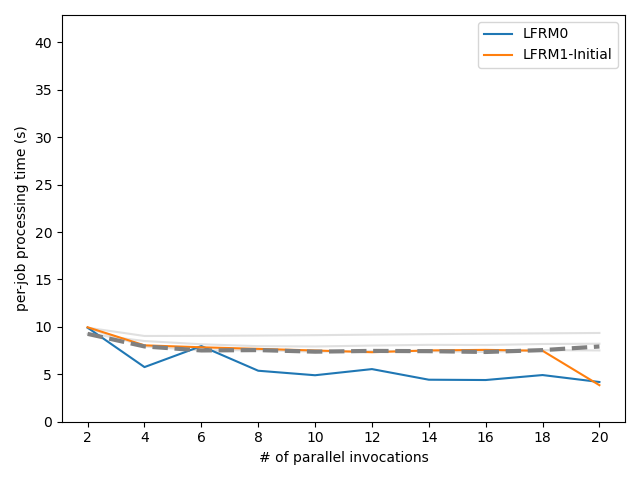 LFRM0
LFRM1-Initial
per-job processing time (s)
40
35
30
25
20
15
10
5
0
2 4 6 8 10 12 14 16 18 20
# of parallel invocations